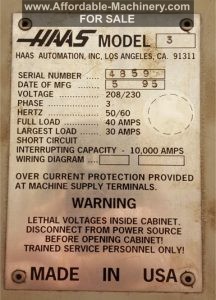 www.Affordable-Machinery.com
FOR SALE
HAAS MODEL 3
HAAS AUTOMATION, INC, LOS ANGELES, CA. 91311
SERIAL NUMBER 4859
DATE OF MFG 5 95
VOLTAGE 208/230
PHASE 3
HERTZ 50/60
FULL LOAD 40 AMPS
LARGEST LOAD 30 AMPS
SHORT CIRCUIT
INTERRUPTING CAPACITY - 10,000 AMPS
WIRING DIAGRAM
OVER CURRENT PROTECTION PROVIDED
AT MACHINE SUPPLY TERMINALS.
WARNING
LETHAL VOLTAGES INSIDE CABINET.
DISCONNECT FROM POWER SOURCE
BEFORE OPENING CABINET!
TRAINED SERVICE PERSONNEL ONLY!
MADE IN USA